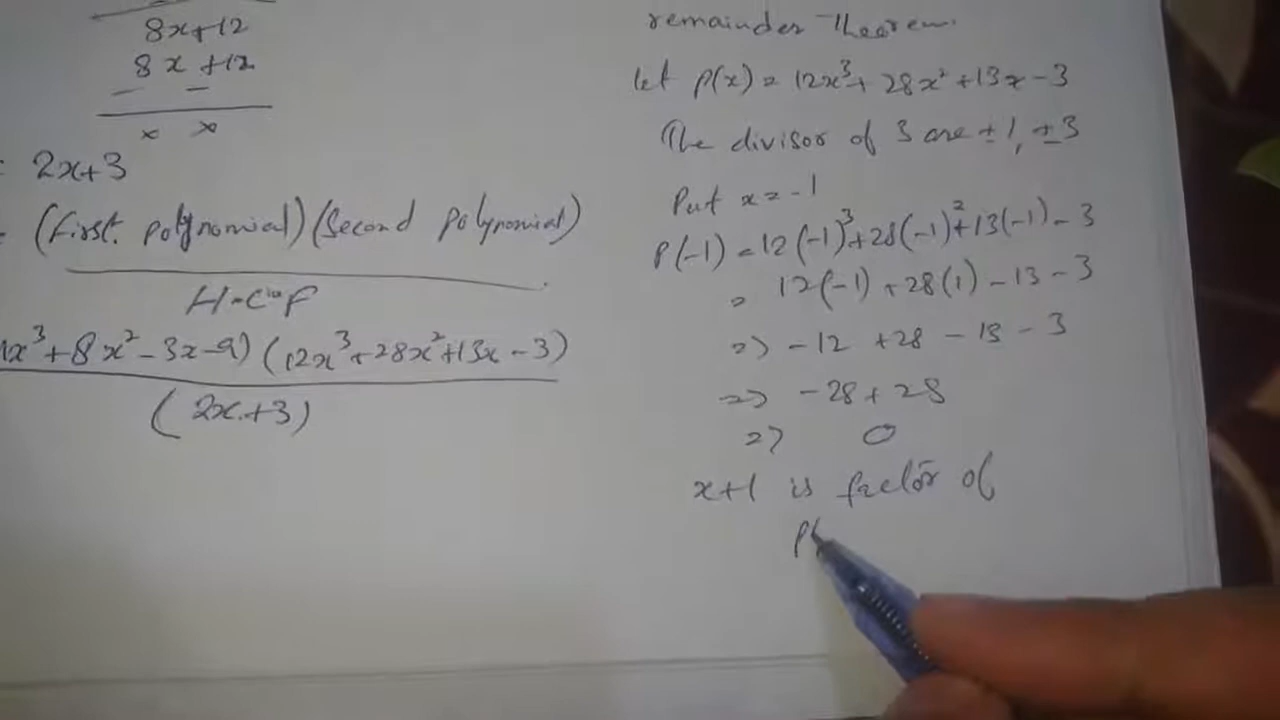 8x+12
8x+12
- -
x x
= 2x+3
= (First. polynomial)(Second polynomial)
H.C.F
x³+8x²-3x-9) (12x³+28x²+13x-3)
(2x+3)
remainder Theorem.
let p(x) = 12x³+28x²+13x-3
The divisor of 3 are ±1, ±3
Put x=-1
P(-1) = 12(-1)³+28(-1)²+13(-1)-3
= 12(-1)+28(1)-13-3
=> -12 +28 -13 -3
=> -28+28
=> 0
x+1 is factor of
P(